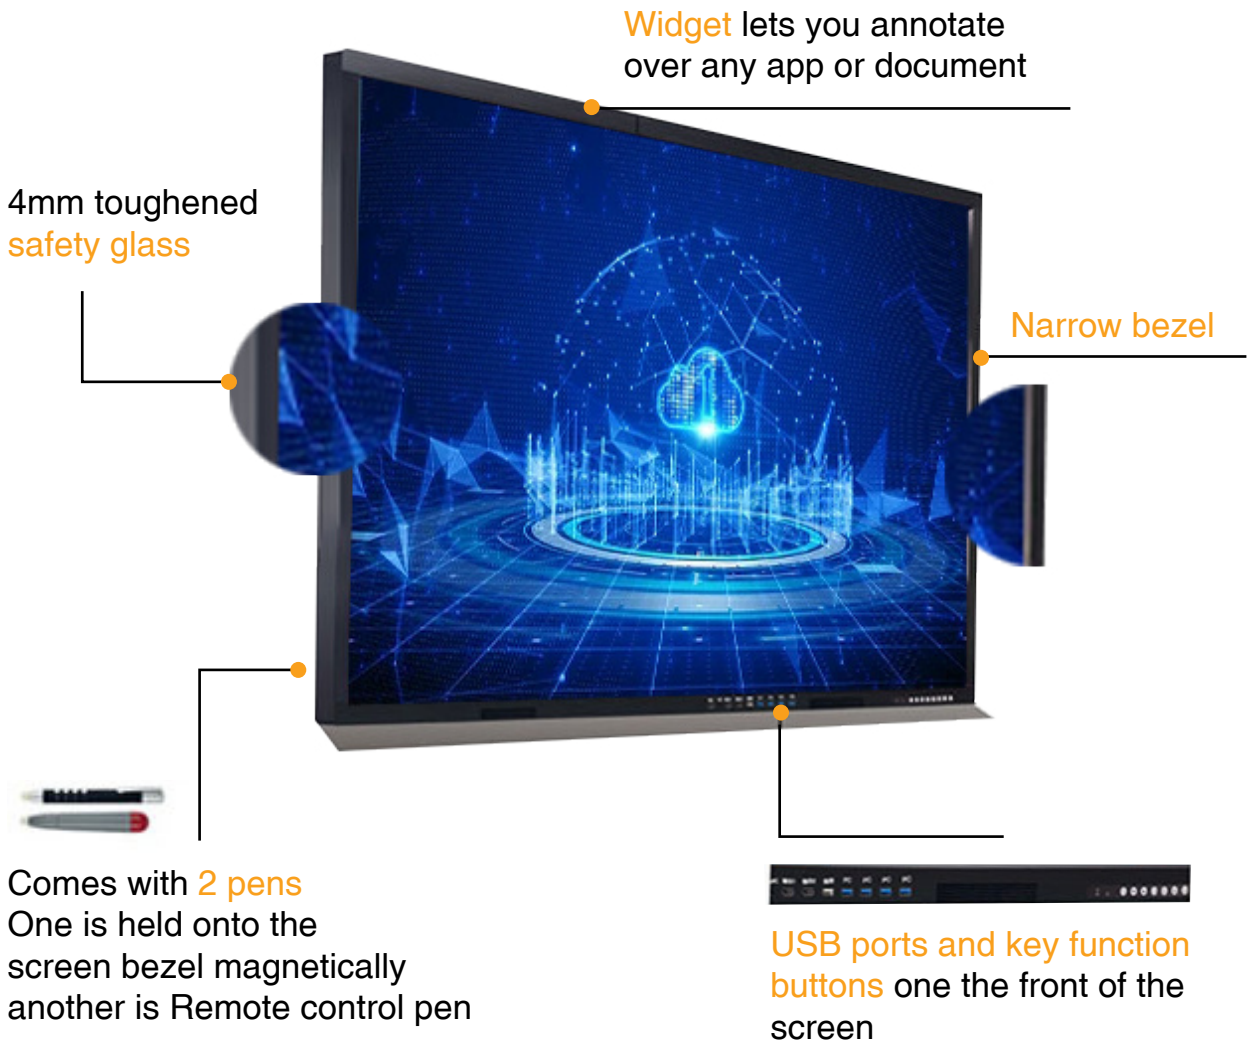 Widget lets you annotate
over any app or document
4mm toughened
safety glass
Narrow bezel
Comes with 2 pens
One is held onto the
screen bezel magnetically
another is Remote control pen
USB ports and key function
buttons one the front of the
screen